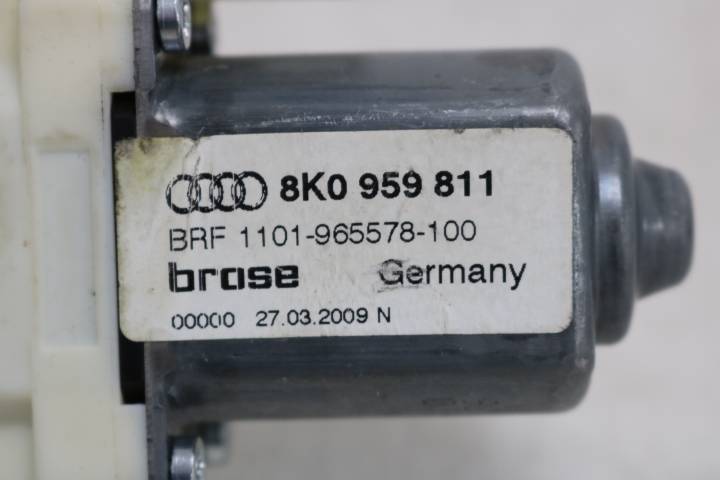 8K0 959 811
BRF 1101-965578-100
brose Germany
00000 27.03.2009 N